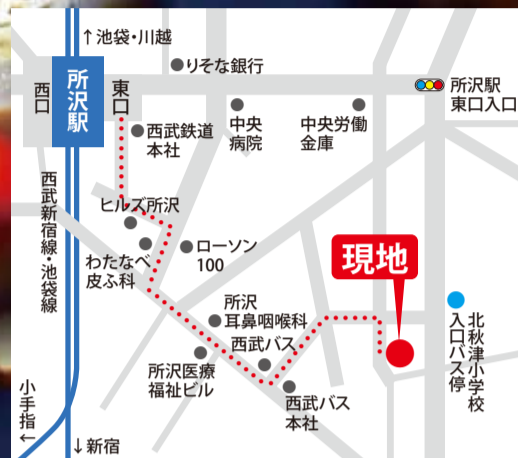 ↑池袋・川越
りそな銀行
所沢駅
西口
東口
所沢駅
東口入口
西武鉄道
本社
中央
病院
中央労働
金庫
西武新宿線・池袋線
ヒルズ所沢
わたなべ
皮ふ科
ローソン
100
現地
所沢
耳鼻咽喉科
西武バス
北秋津小学校
入口バス停
所沢医療
福祉ビル
西武バス
本社
小手指←
↓新宿